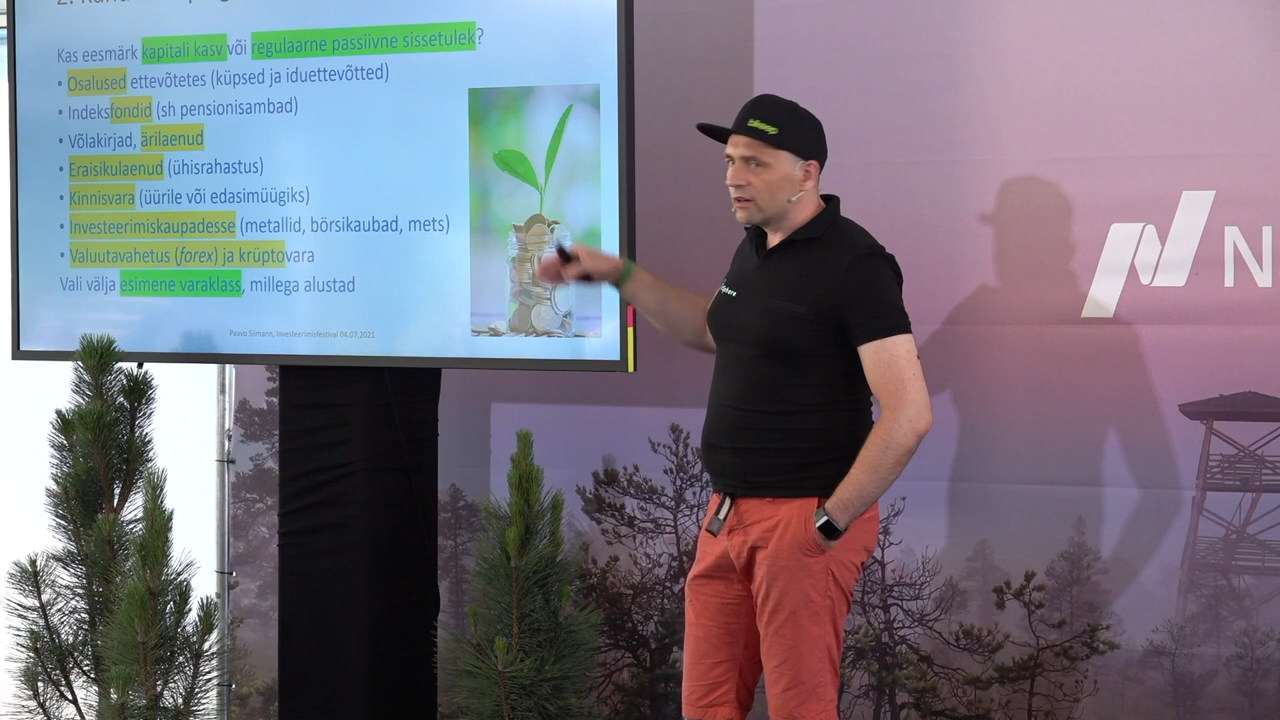 Kas eesmärk kapitali kasv või regulaarne passiivne sissetulek?
• Osalused ettevõtetes (küpsed ja iduettevõtted)
• Indeksfondid (sh pensionisambad)
• Võlakirjad, ärilaenud
• Eraisikulaenud (ühisrahastus)
• Kinnisvara (üürile või edasimüügiks)
• Investeerimiskaupadesse (metallid, börsikaubad, mets)
• Valuutavahetus (forex) ja krüptovara
Vali välja esimene varaklass, millega alustad
Paavo Siimann, Investeerimisfestival 04.07.2021
N